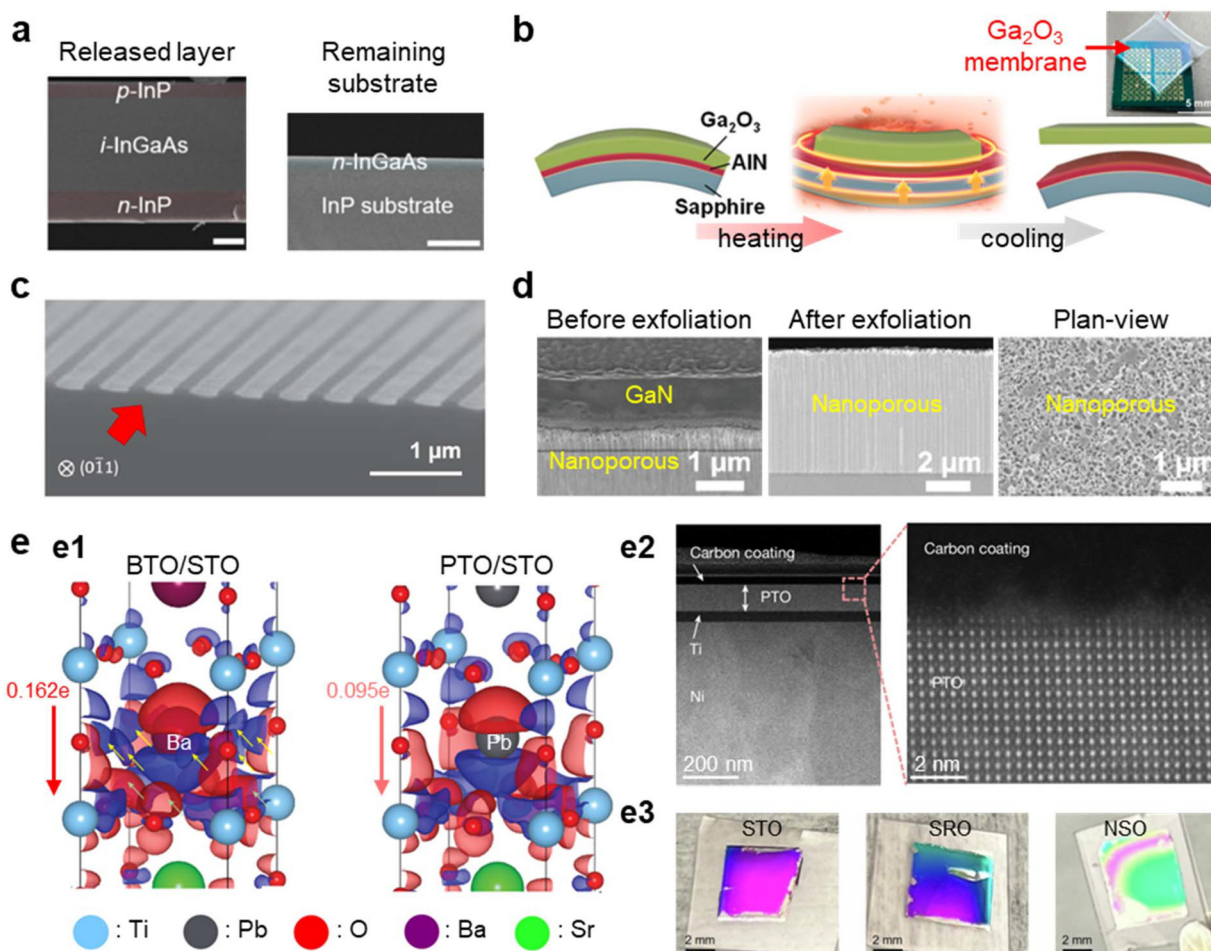 a
Released layer
p-InP
i-InGaAs
n-InP
Remaining
substrate
n-InGaAs
InP substrate
b
Ga₂O₃
membrane
5 mm
Ga₂O₃
AlN
Sapphire
heating
cooling
c
1 µm
⊗ (01̄1)
d
Before exfoliation
GaN
Nanoporous
1 µm
After exfoliation
Nanoporous
2 µm
Plan-view
Nanoporous
1 µm
e
e1
BTO/STO
0.162e
Ba
PTO/STO
0.095e
Pb
: Ti : Pb : O : Ba : Sr
e2
Carbon coating
PTO
Ti
Ni
200 nm
Carbon coating
PTO
2 nm
e3
STO
2 mm
SRO
2 mm
NSO
2 mm